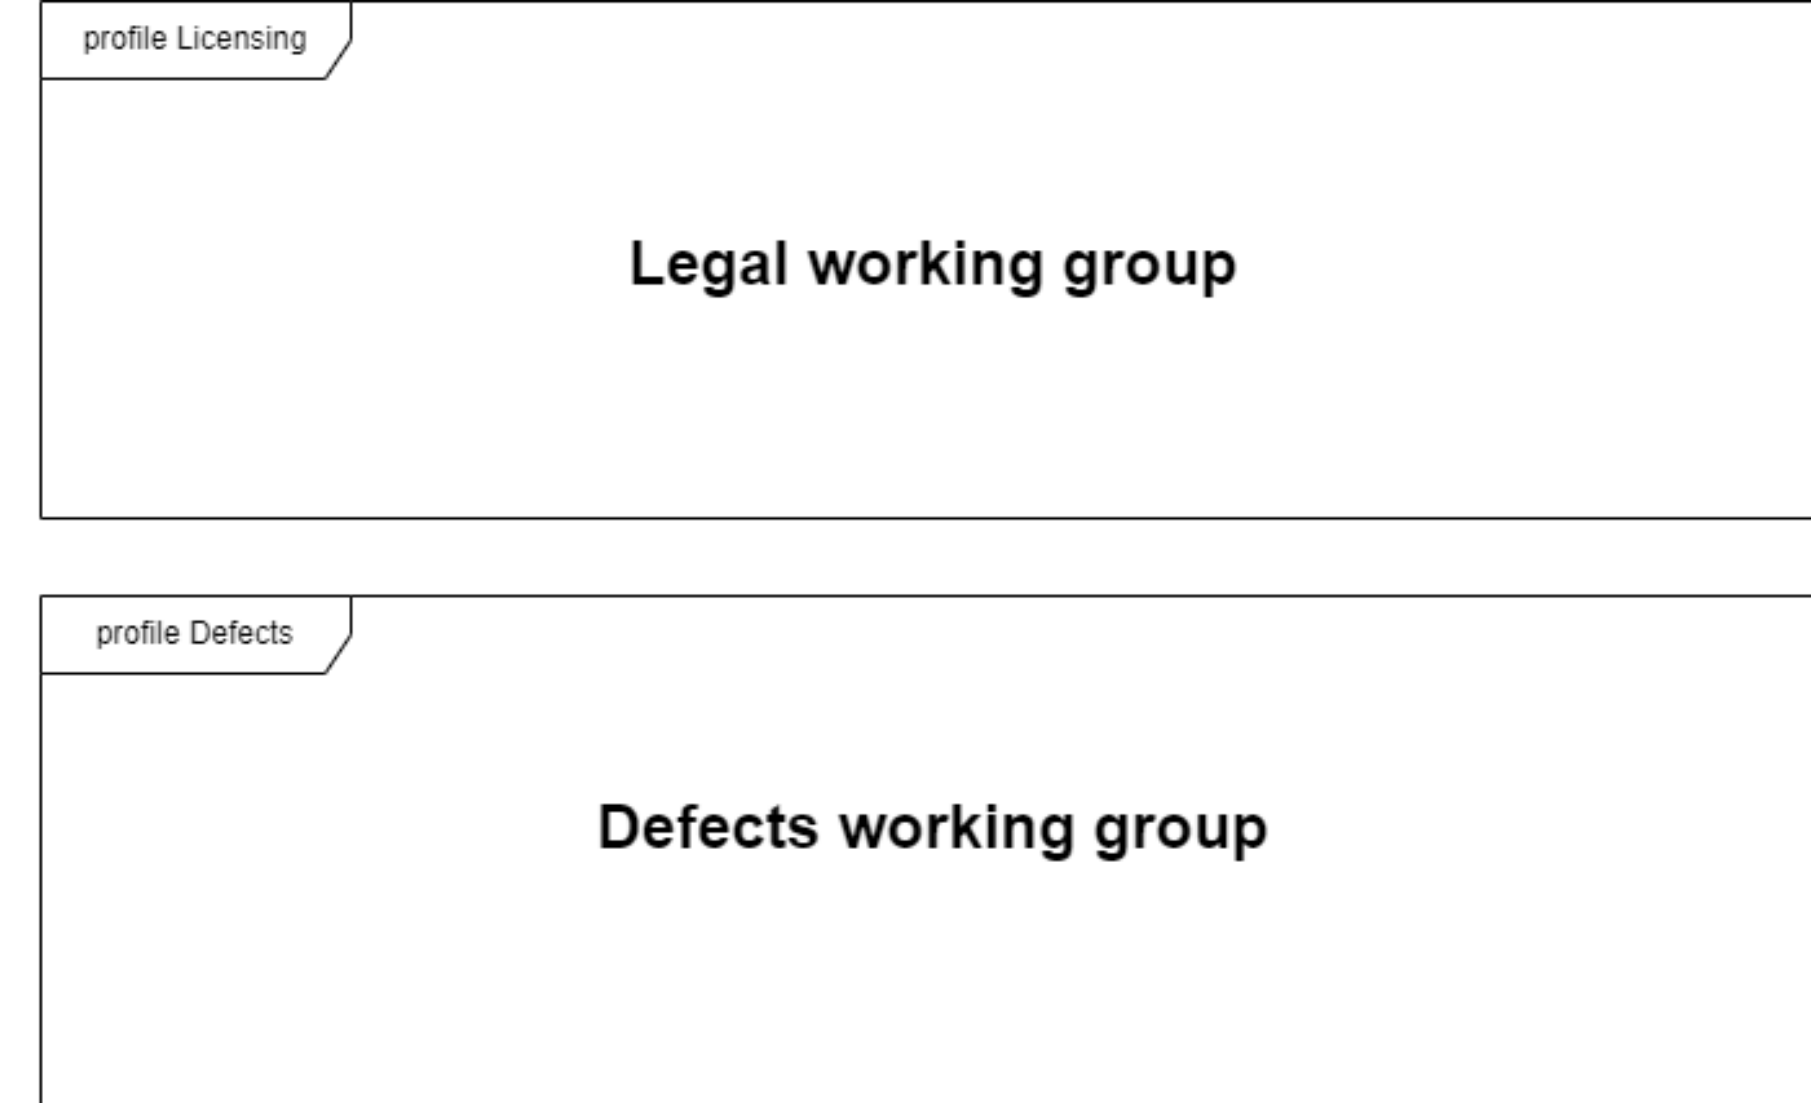 profile Licensing
Legal working group
profile Defects
Defects working group